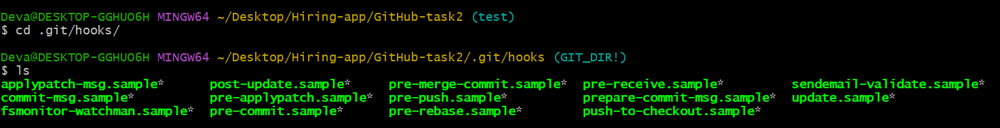 Deva@DESKTOP-GGHUO6H MINGW64 ~/Desktop/Hiring-app/GitHub-task2 (test)
$ cd .git/hooks/
Deva@DESKTOP-GGHUO6H MINGW64 ~/Desktop/Hiring-app/GitHub-task2/.git/hooks (GIT_DIR!)
$ ls
applypatch-msg.sample* post-update.sample* pre-merge-commit.sample* pre-receive.sample* sendemail-validate.sample*
commit-msg.sample* pre-applypatch.sample* pre-push.sample* prepare-commit-msg.sample* update.sample*
fsmonitor-watchman.sample* pre-commit.sample* pre-rebase.sample* push-to-checkout.sample*